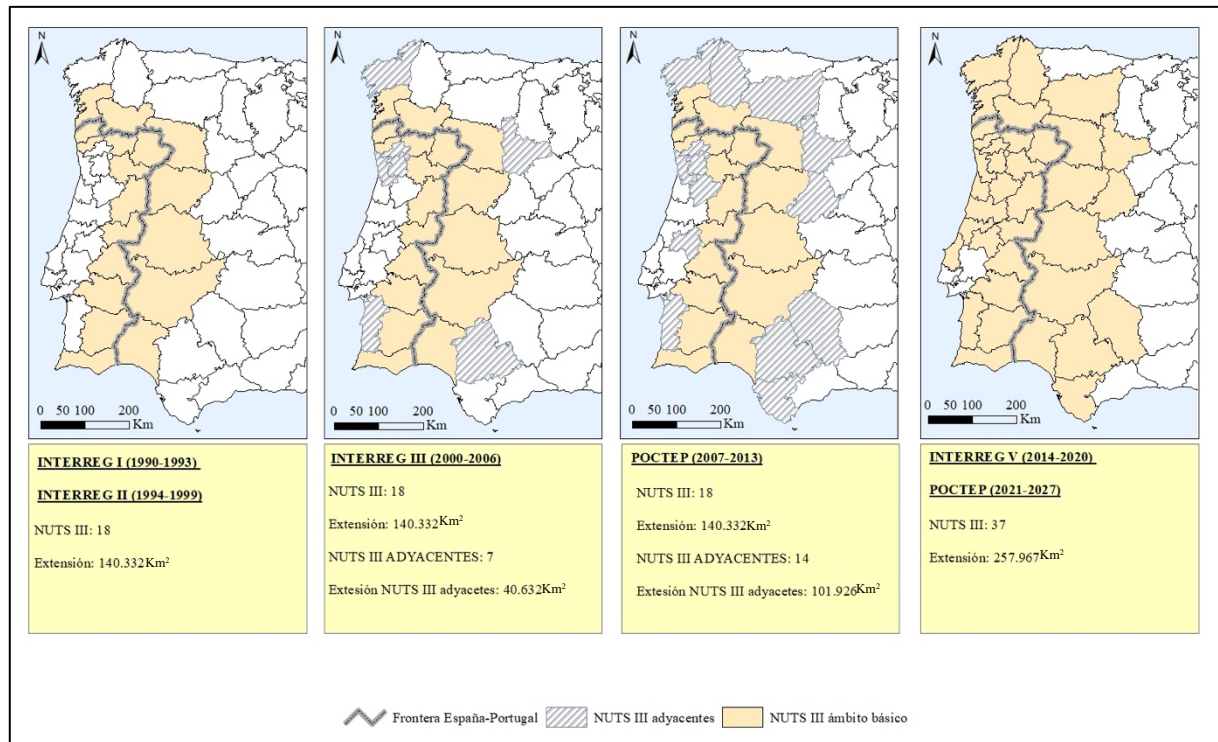 N
0 50 100 200
Km
INTERREG I (1990-1993)
INTERREG II (1994-1999)
NUTS III: 18
Extensión: 140.332Km²
N
0 50 100 200
Km
INTERREG III (2000-2006)
NUTS III: 18
Extensión: 140.332Km²
NUTS III ADYACENTES: 7
Extesión NUTS III adyacetes: 40.632Km²
N
0 50 100 200
Km
POCTEP (2007-2013)
NUTS III: 18
Extensión: 140.332Km²
NUTS III ADYACENTES: 14
Extesión NUTS III adyacetes: 101.926Km²
N
0 50 100 200
Km
INTERREG V (2014-2020)
POCTEP (2021-2027)
NUTS III: 37
Extensión: 257.967Km²
Frontera España-Portugal
NUTS III adyacentes
NUTS III ámbito básico